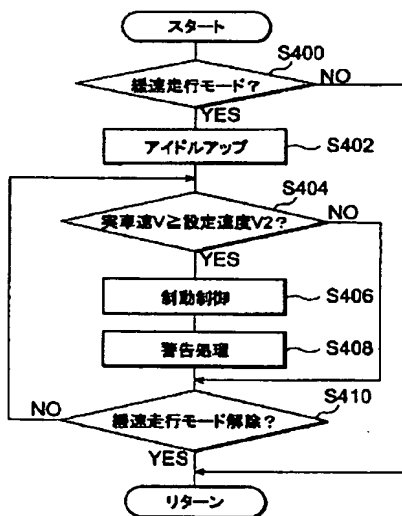 スタート
S400
緩速走行モード?
NO
YES
アイドルアップ
S402
S404
実車速V≧設定速度V2?
NO
YES
制動制御
S406
警告処理
S408
S410
NO
緩速走行モード解除?
YES
リターン